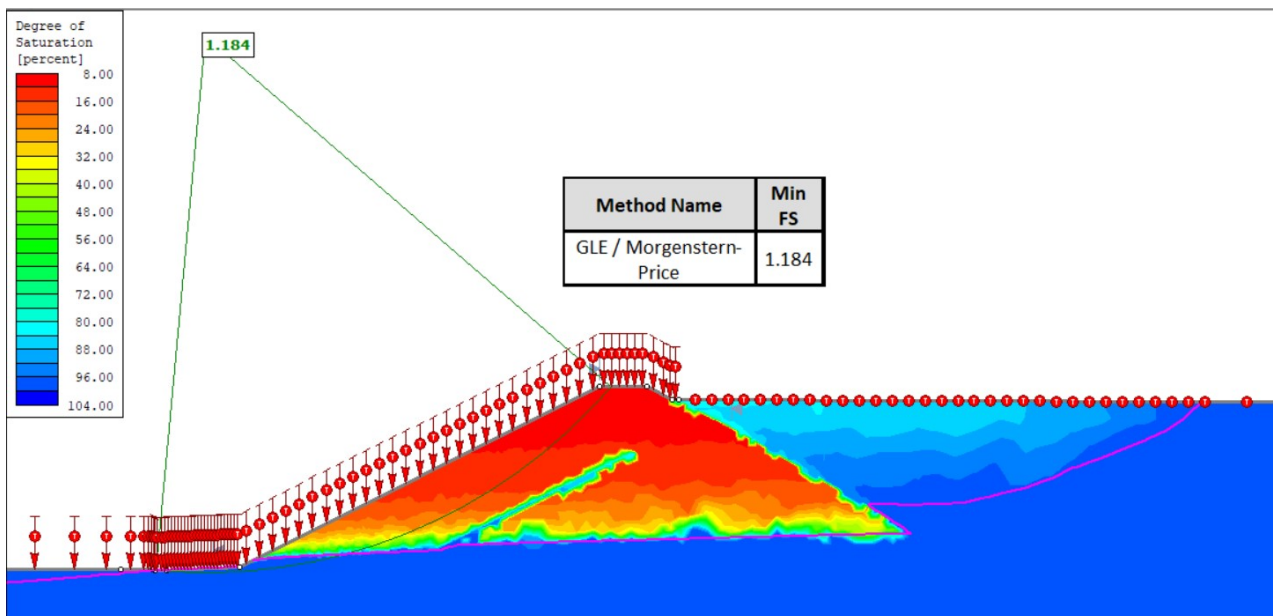 Degree of
Saturation
[percent]
8.00
16.00
24.00
32.00
40.00
48.00
56.00
64.00
72.00
80.00
88.00
96.00
104.00
1.184
Method Name
Min
FS
GLE / Morgenstern-
Price
1.184